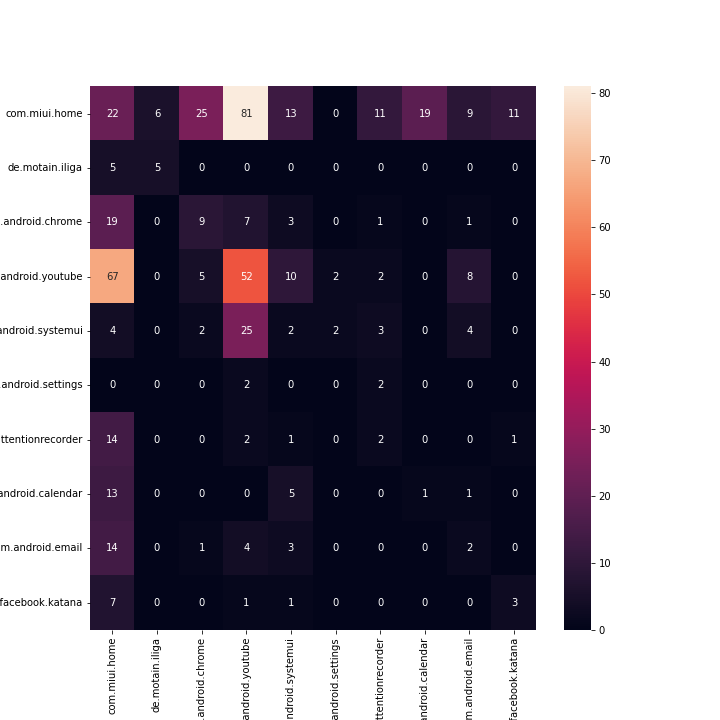 com.miui.home 22 6 25 81 13 0 11 19 9 11
de.motain.iliga 5 5 0 0 0 0 0 0 0 0
.android.chrome 19 0 9 7 3 0 1 0 1 0
android.youtube 67 0 5 52 10 2 2 0 8 0
android.systemui 4 0 2 25 2 2 3 0 4 0
.android.settings 0 0 0 2 0 0 2 0 0 0
ttentionrecorder 14 0 0 2 1 0 2 0 0 1
android.calendar 13 0 0 0 5 0 0 1 1 0
m.android.email 14 0 1 4 3 0 0 0 2 0
facebook.katana 7 0 0 1 1 0 0 0 0 3
com.miui.home
de.motain.iliga
.android.chrome
android.youtube
ndroid.systemui
android.settings
ttentionrecorder
ndroid.calendar
m.android.email
facebook.katana
80
70
60
50
40
30
20
10
0